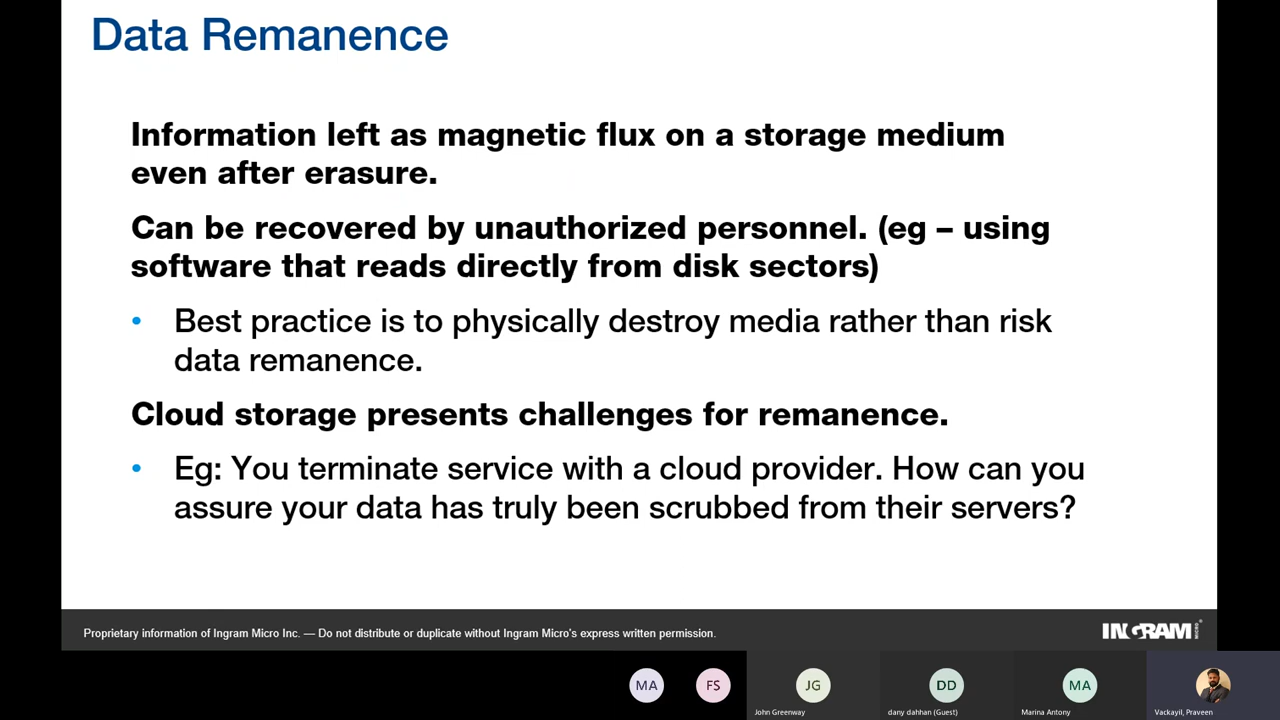 Data Remanence
Information left as magnetic flux on a storage medium
even after erasure.
Can be recovered by unauthorized personnel. (eg – using
software that reads directly from disk sectors)
• Best practice is to physically destroy media rather than risk
data remanence.
Cloud storage presents challenges for remanence.
• Eg: You terminate service with a cloud provider. How can you
assure your data has truly been scrubbed from their servers?
Proprietary information of Ingram Micro Inc. — Do not distribute or duplicate without Ingram Micro's express written permission.
INGRAM MICRO®
MA
FS
JG
DD
MA
John Greenway
dany dahhan (Guest)
Marina Antony
Vackayil, Praveen